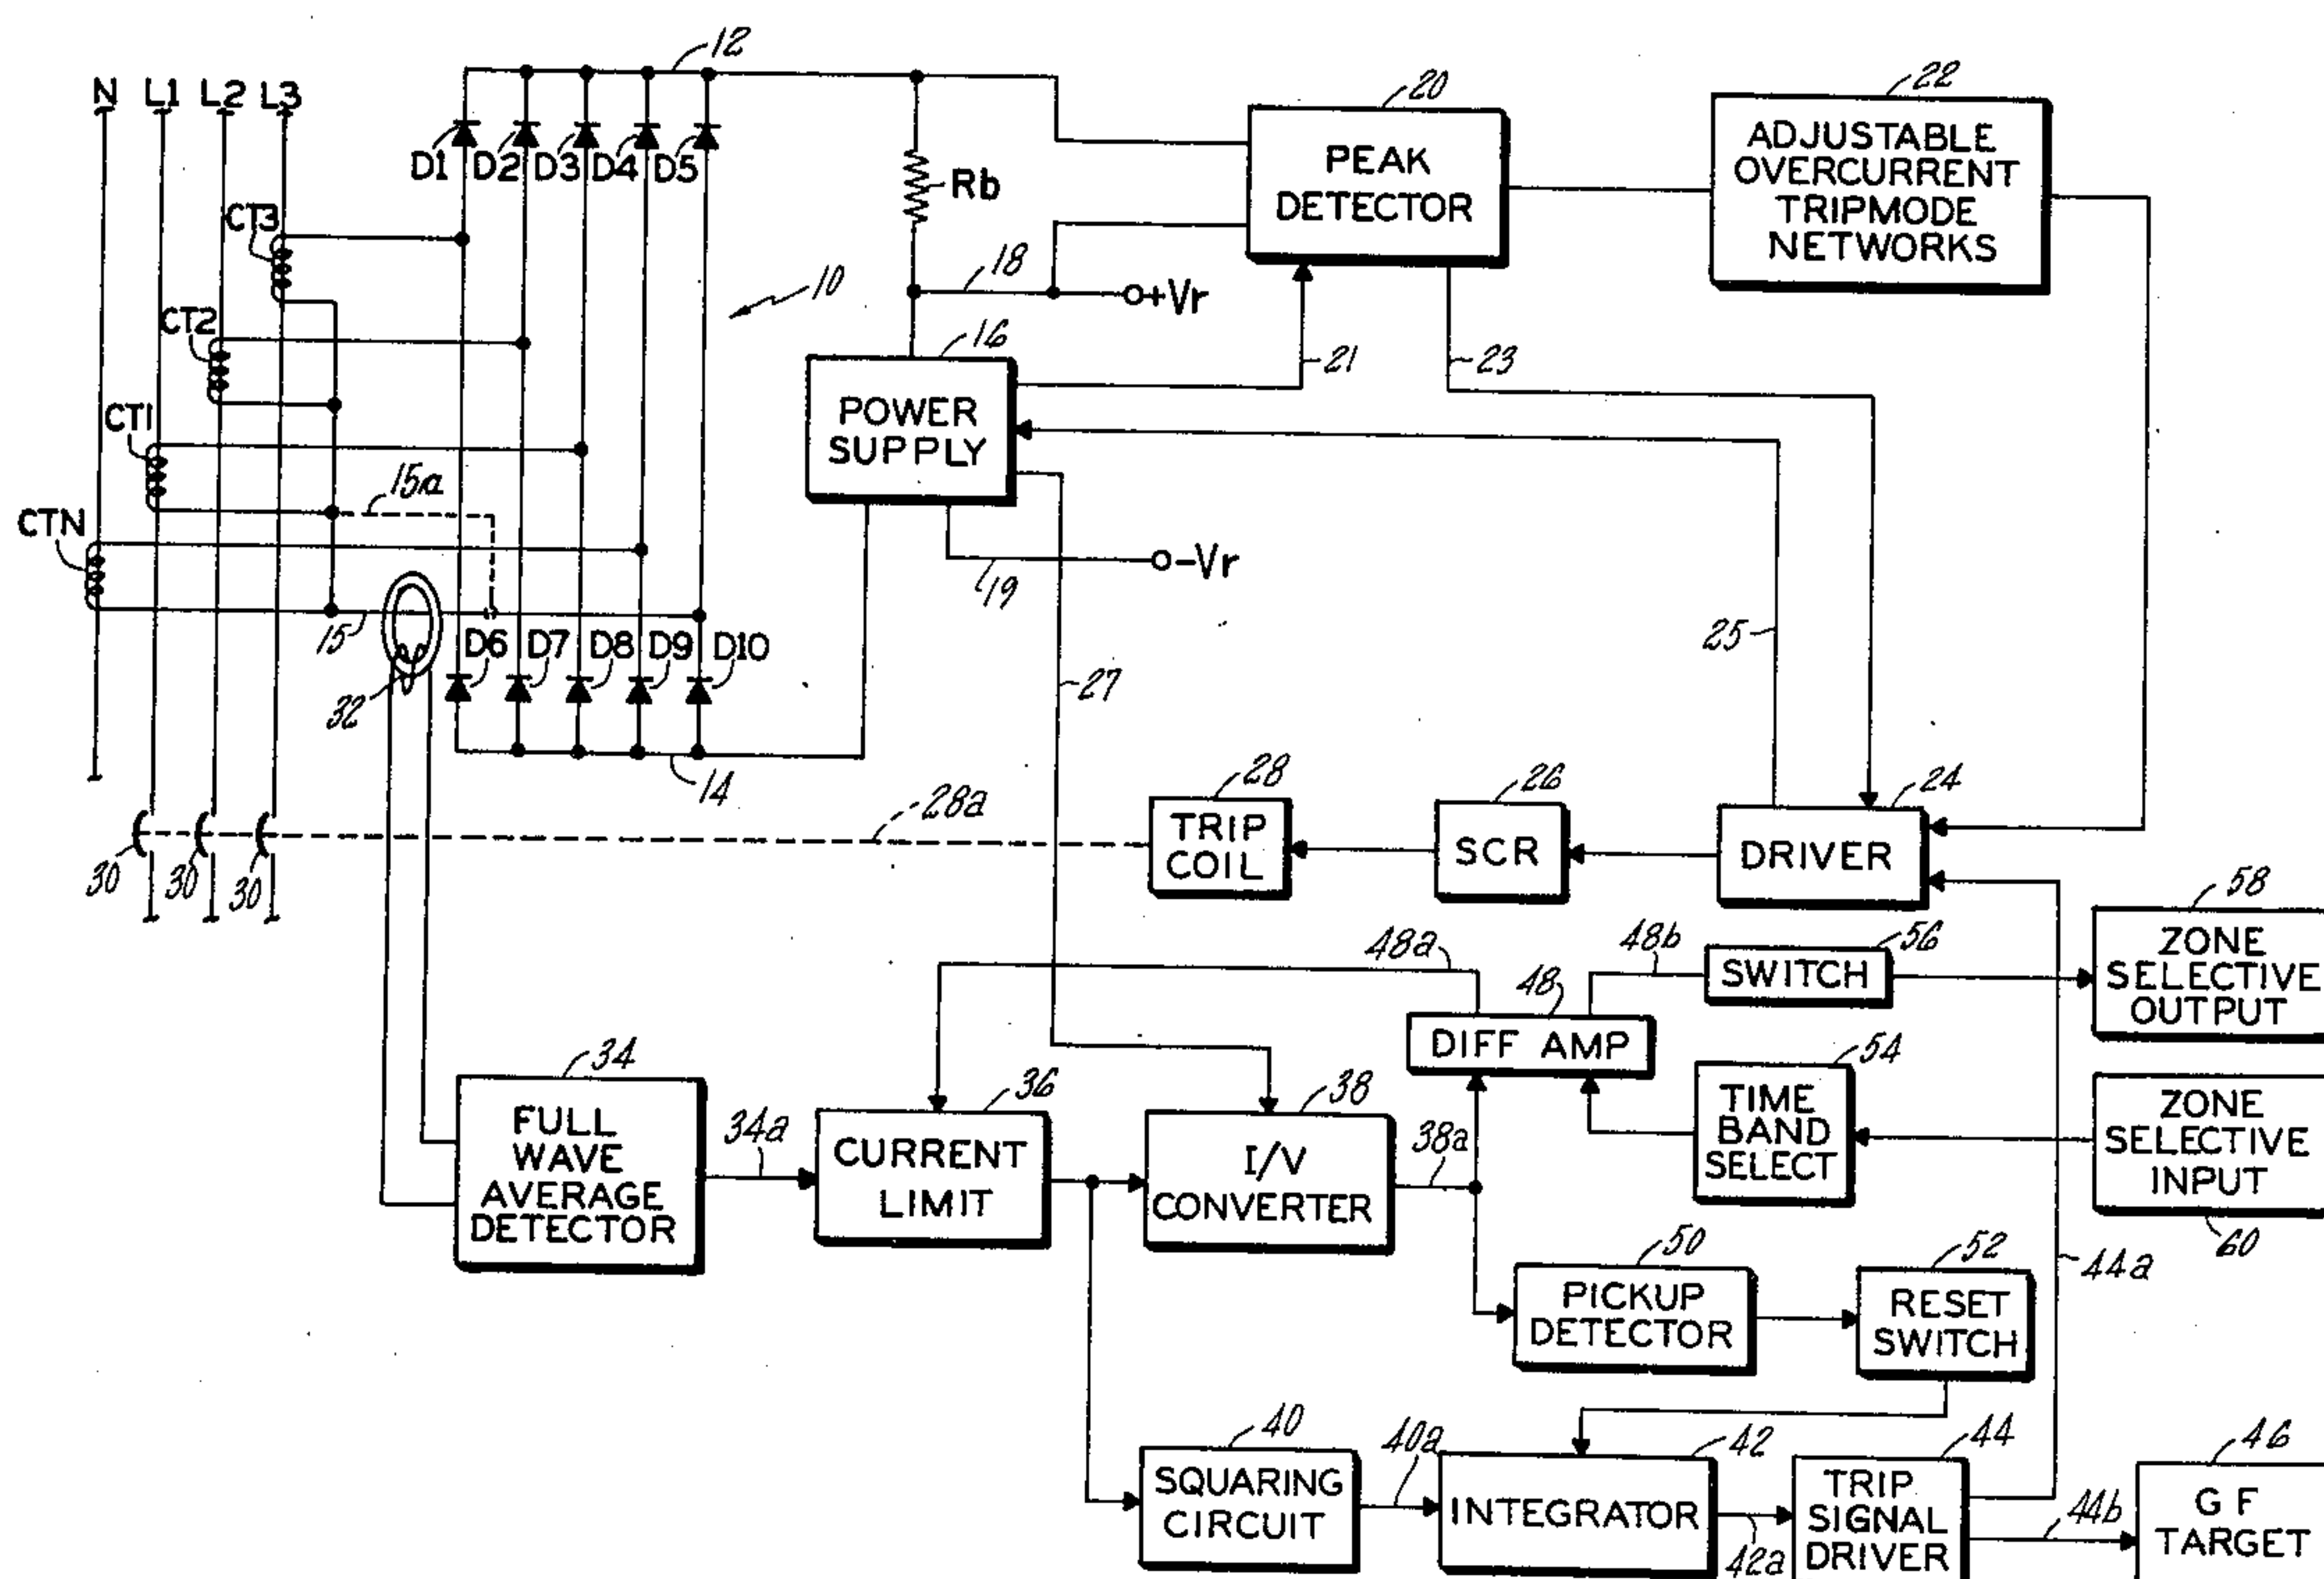 12
20
22
N L1 L2 L3
D1 D2 D3 D4 D5
Rb
PEAK
DETECTOR
ADJUSTABLE
OVERCURRENT
TRIPMODE
NETWORKS
CT3
10
18
+Vr
CT2
16
21
23
POWER
SUPPLY
CT1
15a
CTN
-Vr
19
15
D6 D7 D8 D9 D10
25
32
27
14
28a
28
26
24
TRIP
COIL
SCR
DRIVER
30 30 30
58
48a
48b
56
SWITCH
ZONE
SELECTIVE
OUTPUT
48
DIFF AMP
54
34
36
38
TIME
BAND
SELECT
ZONE
SELECTIVE
INPUT
60
FULL
WAVE
AVERAGE
DETECTOR
34a
CURRENT
LIMIT
I/V
CONVERTER
38a
50
52
44a
PICKUP
DETECTOR
RESET
SWITCH
40
40a
42
44
46
SQUARING
CIRCUIT
INTEGRATOR
42a
TRIP
SIGNAL
DRIVER
44b
G F
TARGET